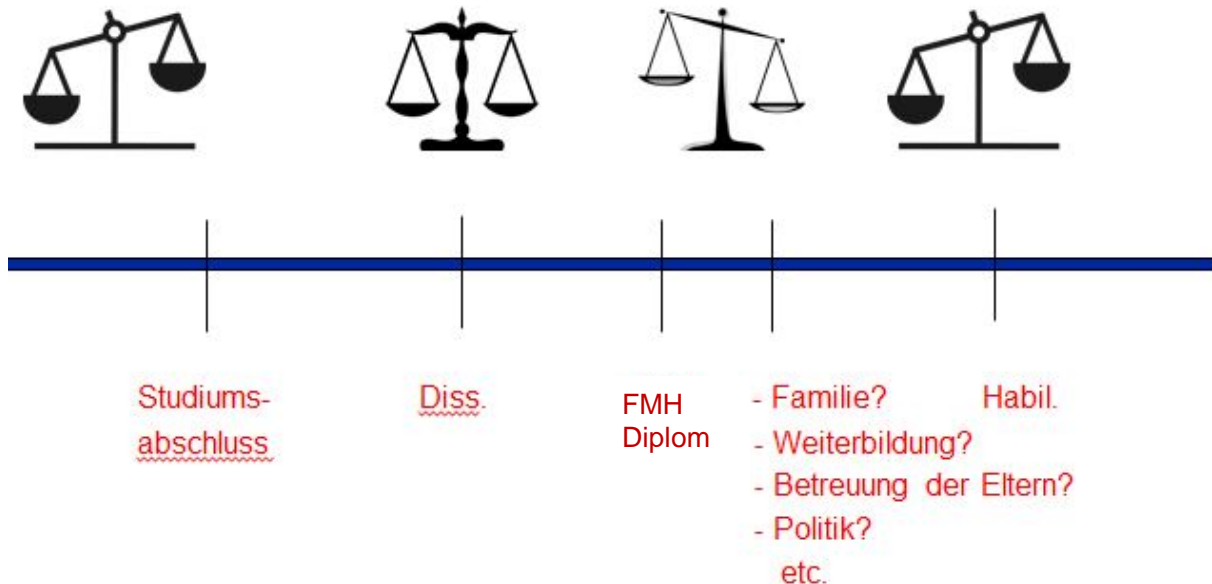 Studiums-
abschluss
Diss.
FMH
Diplom
- Familie?
- Weiterbildung?
- Betreuung der Eltern?
- Politik?
etc.
Habil.